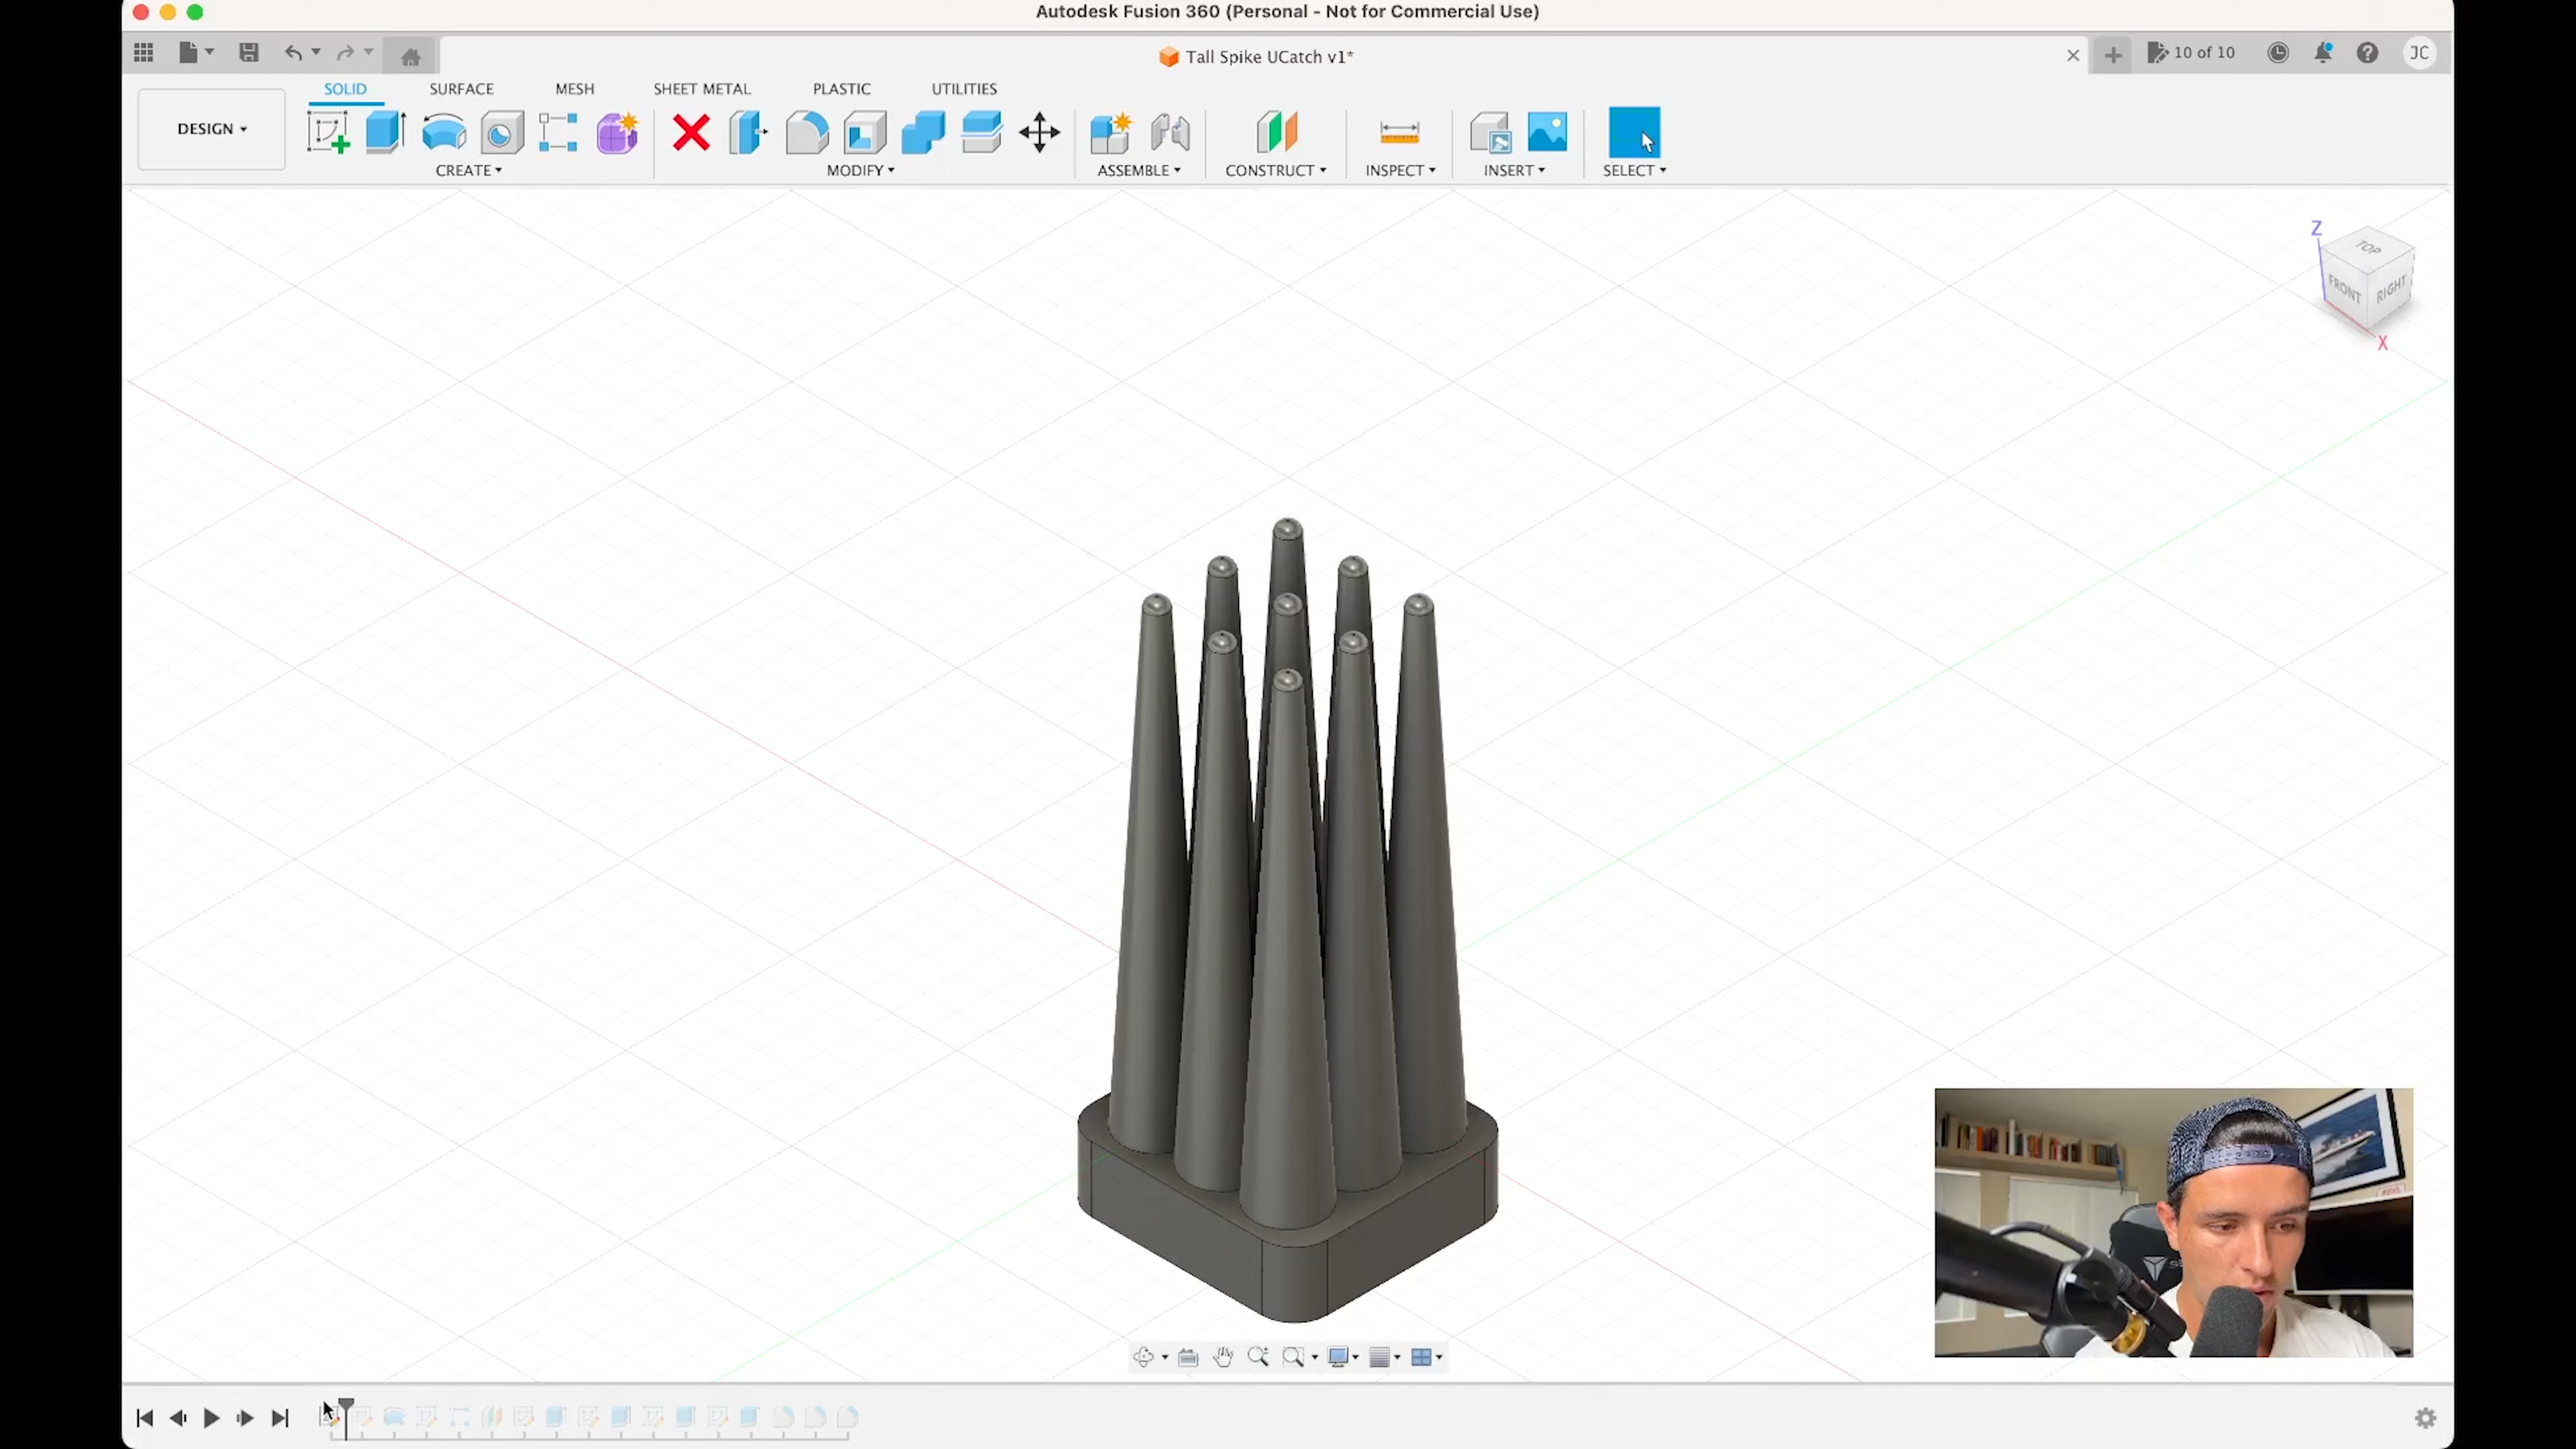 Autodesk Fusion 360 (Personal - Not for Commercial Use)
Tall Spike UCatch v1*
10 of 10
JC
DESIGN
SOLID
SURFACE
MESH
SHEET METAL
PLASTIC
UTILITIES
CREATE
MODIFY
ASSEMBLE
CONSTRUCT
INSPECT
INSERT
SELECT
Z
TOP
FRONT
RIGHT
X